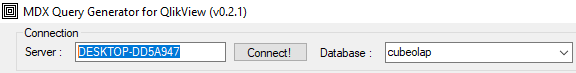 MDX Query Generator for QlikView (v0.2.1)
Connection
Server : DESKTOP-DD5A947 Connect! Database : cubeolap